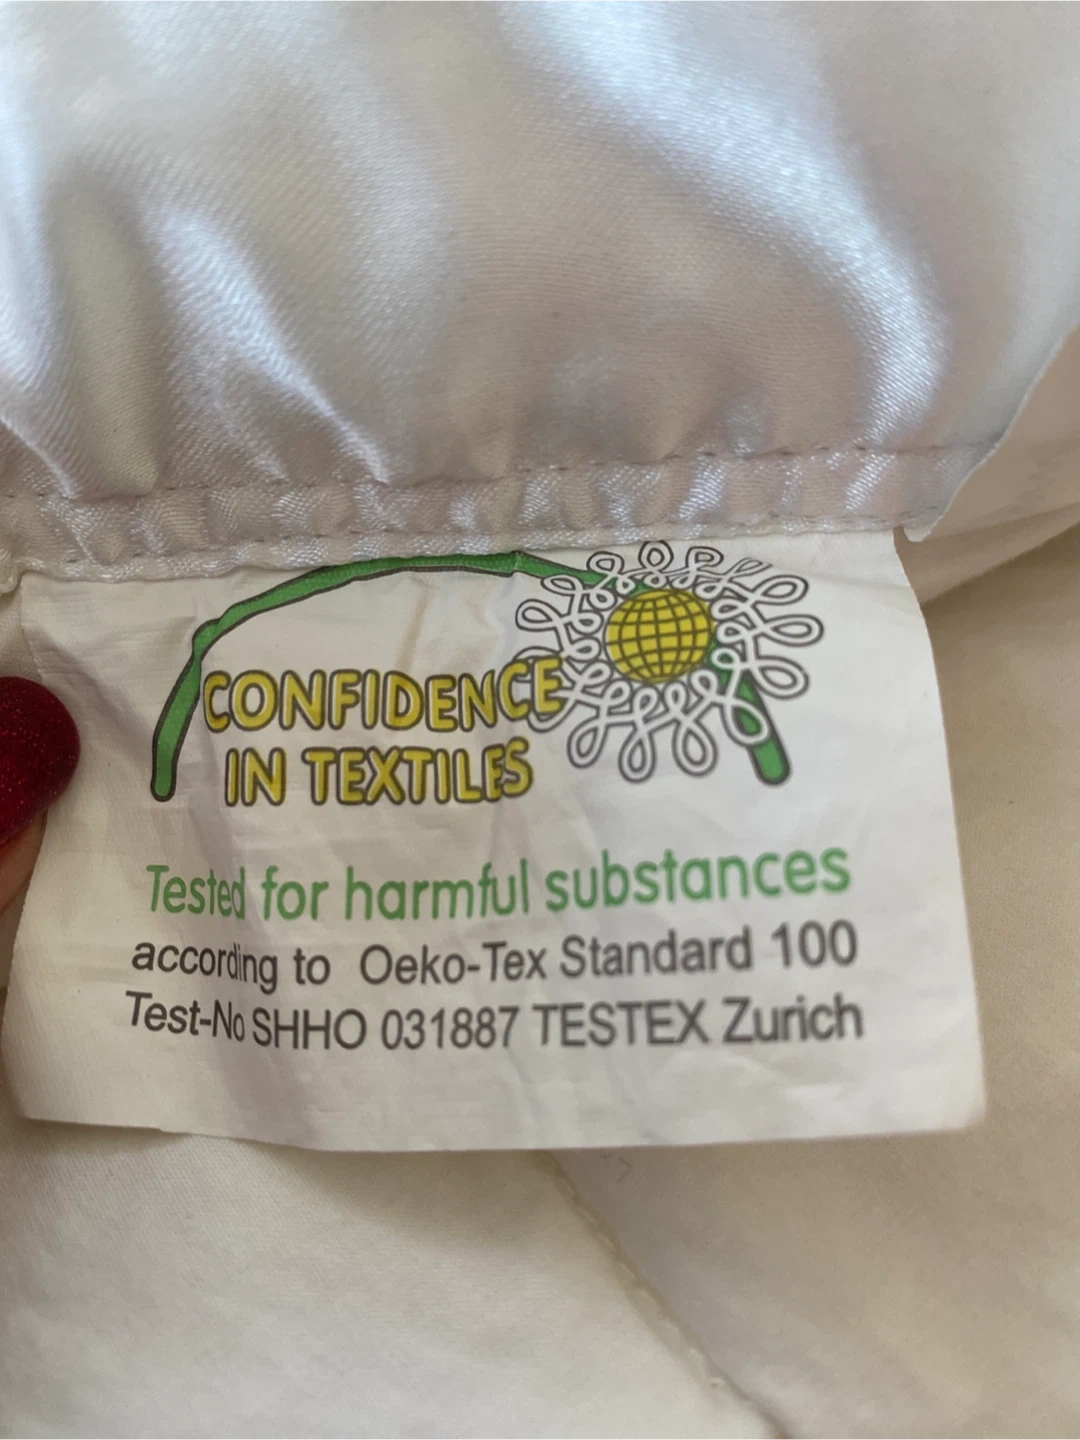 CONFIDENCE
IN TEXTILES
Tested for harmful substances
according to Oeko-Tex Standard 100
Test-No SHHO 031887 TESTEX Zurich